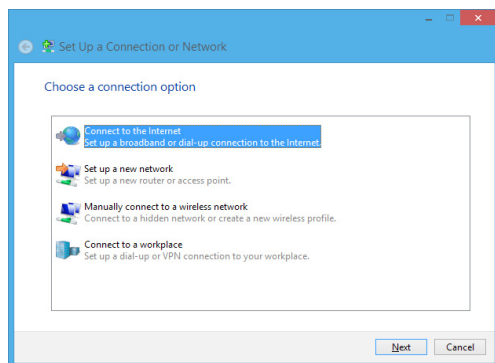 Set Up a Connection or Network
Choose a connection option
Connect to the Internet
Set up a broadband or dial-up connection to the Internet.
Set up a new network
Set up a new router or access point.
Manually connect to a wireless network
Connect to a hidden network or create a new wireless profile.
Connect to a workplace
Set up a dial-up or VPN connection to your workplace.
Next Cancel